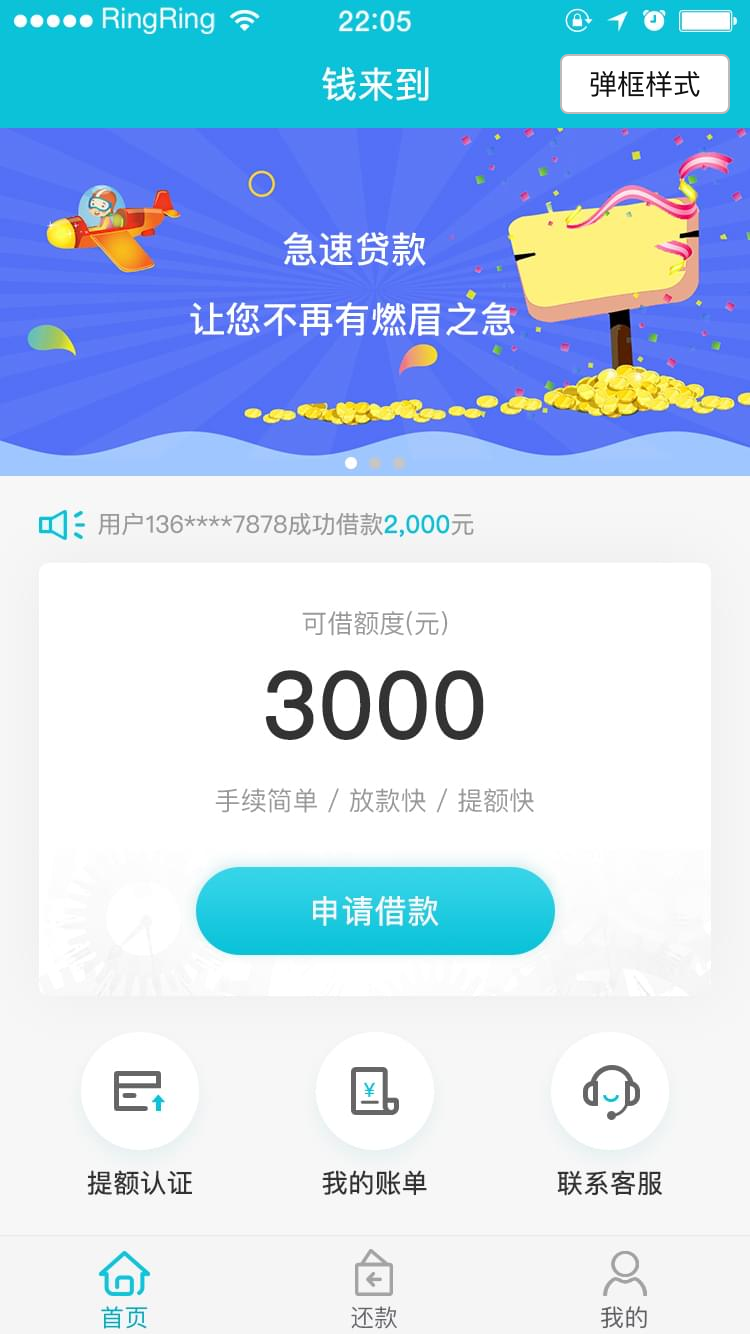 RingRing
22:05
钱来到
弹框样式
急速贷款
让您不再有燃眉之急
用户136****7878成功借款2,000元
可借额度(元)
3000
手续简单 / 放款快 / 提额快
申请借款
¥
提额认证
我的账单
联系客服
首页
还款
我的